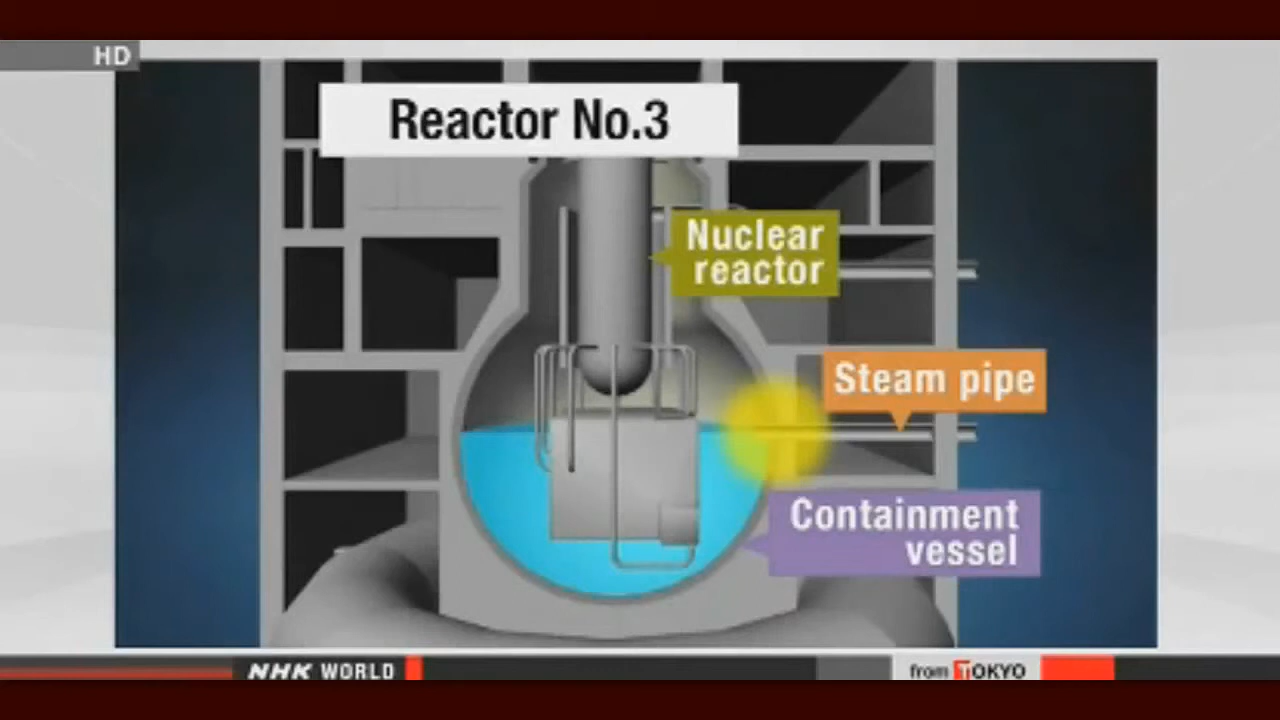 HD
Reactor No.3
Nuclear
reactor
Steam pipe
Containment
vessel
NHK WORLD
from TOKYO